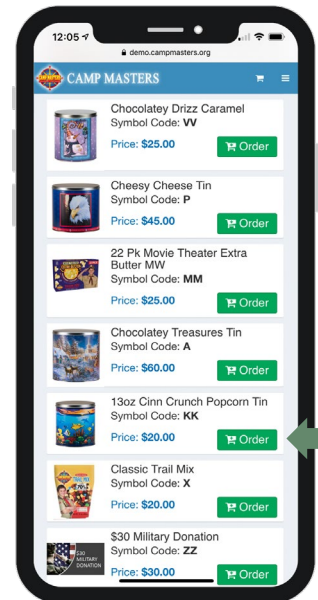 12:05
demo.campmasters.org
CAMP MASTERS
Chocolatey Drizz Caramel
Symbol Code: VV
Price: $25.00
Order
Cheesy Cheese Tin
Symbol Code: P
Price: $45.00
Order
22 Pk Movie Theater Extra
Butter MW
Symbol Code: MM
Price: $25.00
Order
Chocolatey Treasures Tin
Symbol Code: A
Price: $60.00
Order
13oz Cinn Crunch Popcorn Tin
Symbol Code: KK
Price: $20.00
Order
Classic Trail Mix
Symbol Code: X
Price: $20.00
Order
$30 Military Donation
Symbol Code: ZZ
$30
MILITARY
DONATION
Price: $30.00
Order